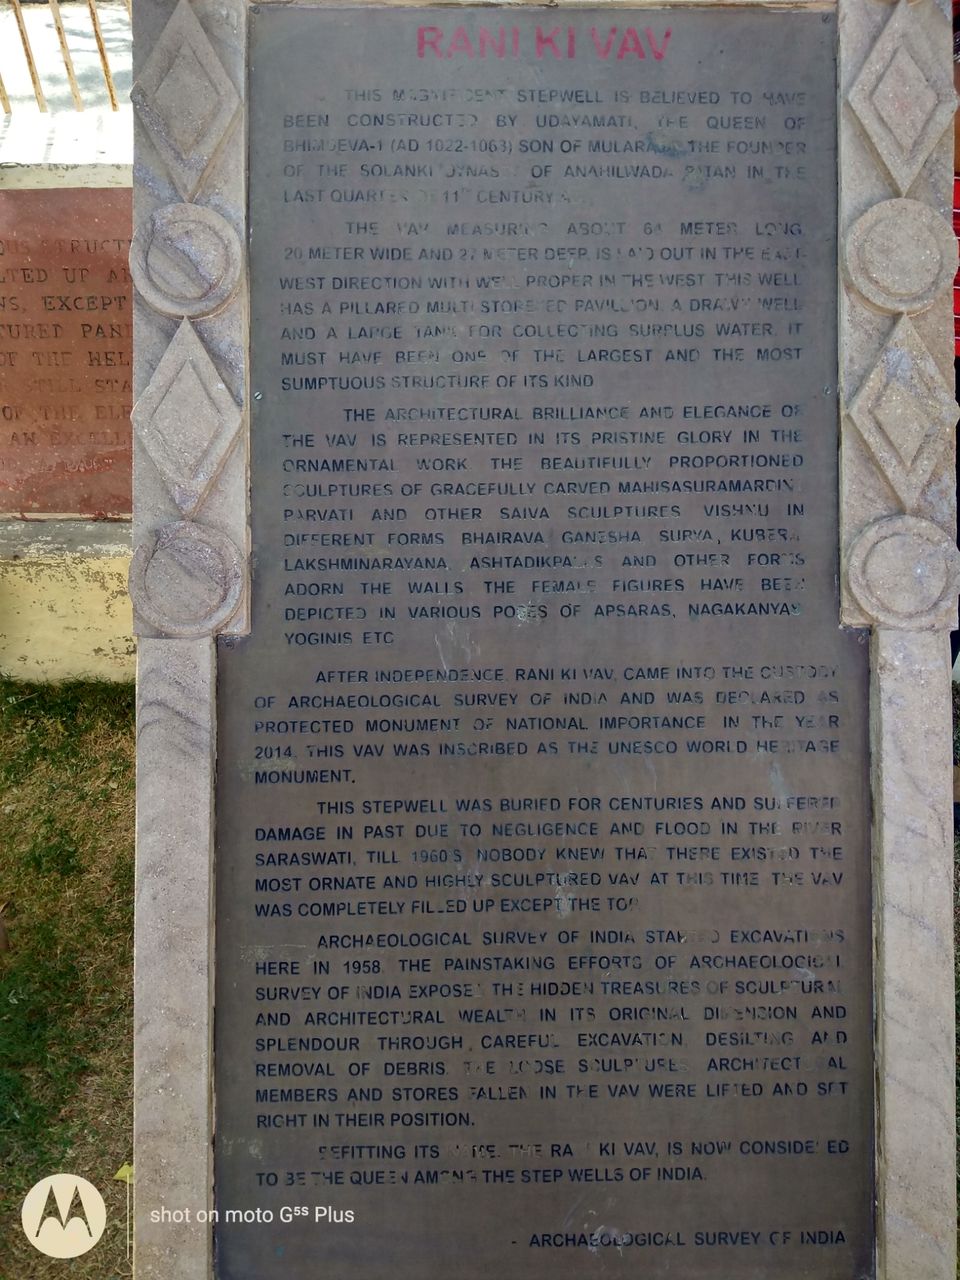 RANI KI VAV
THIS STEPWELL IS BELIEVED TO HAVE
BEEN CONSTRUCTED BY UDAYAMATI, THE QUEEN OF
BHIMDEVA-1 (AD 1022-1063) SON OF MULARAJA THE FOUNDER
OF THE SOLANKI DYNASTY OF ANAHILWADA PATAN IN THE
LAST QUARTER OF 11TH CENTURY
THE VAV MEASURING ABOUT 64 METER LONG
20 METER WIDE AND 27 METER DEEP IS LAID OUT IN THE EAST-
WEST DIRECTION WITH WELL PROPER IN THE WEST THIS WELL
HAS A PILLARED MULTI STOREYED PAVILLION, A DRAW WELL
AND A LARGE TANK FOR COLLECTING SURPLUS WATER. IT
MUST HAVE BEEN ONE OF THE LARGEST AND THE MOST
SUMPTUOUS STRUCTURE OF ITS KIND
THE ARCHITECTURAL BRILLIANCE AND ELEGANCE OF
THE VAV IS REPRESENTED IN ITS PRISTINE GLORY IN THE
ORNAMENTAL WORK. THE BEAUTIFULLY PROPORTIONED
SCULPTURES OF GRACEFULLY CARVED MAHISASURAMARDINI,
PARVATI AND OTHER SAIVA SCULPTURES VISHNU IN
DIFFERENT FORMS BHAIRAVA, GANESHA, SURYA, KUBERA,
LAKSHMINARAYANA, ASHTADIKPALAS AND OTHER FORMS
ADORN THE WALLS THE FEMALE FIGURES HAVE BEEN
DEPICTED IN VARIOUS POSES OF APSARAS, NAGAKANYAS
YOGINIS ETC
AFTER INDEPENDENCE, RANI KI VAV, CAME INTO THE CUSTODY
OF ARCHAEOLOGICAL SURVEY OF INDIA AND WAS DECLARED AS
PROTECTED MONUMENT OF NATIONAL IMPORTANCE IN THE YEAR
2014, THIS VAV WAS INSCRIBED AS THE UNESCO WORLD HERITAGE
MONUMENT.
THIS STEPWELL WAS BURIED FOR CENTURIES AND SUFFERED
DAMAGE IN PAST DUE TO NEGLIGENCE AND FLOOD IN THE RIVER
SARASWATI, TILL 1960'S, NOBODY KNEW THAT THERE EXISTED THE
MOST ORNATE AND HIGHLY SCULPTURED VAV AT THIS TIME THE VAV
WAS COMPLETELY FILLED UP EXCEPT THE TOP
ARCHAEOLOGICAL SURVEY OF INDIA STARTED EXCAVATIONS
HERE IN 1958. THE PAINSTAKING EFFORTS OF ARCHAEOLOGICAL
SURVEY OF INDIA EXPOSED THE HIDDEN TREASURES OF SCULPTURAL
AND ARCHITECTURAL WEALTH IN ITS ORIGINAL DIMENSION AND
SPLENDOUR THROUGH CAREFUL EXCAVATION, DESILTING AND
REMOVAL OF DEBRIS. THE LOOSE SCULPTURES, ARCHITECTURAL
MEMBERS AND STORES FALLEN IN THE VAV WERE LIFTED AND SET
RIGHT IN THEIR POSITION.
BEFITTING ITS NAME, THE RANI KI VAV, IS NOW CONSIDERED
TO BE THE QUEEN AMONG THE STEP WELLS OF INDIA.
- ARCHAEOLOGICAL SURVEY OF INDIA
EXCEPT
OF THE
STILL
OF THE
AN
shot on moto G⁵ˢ Plus